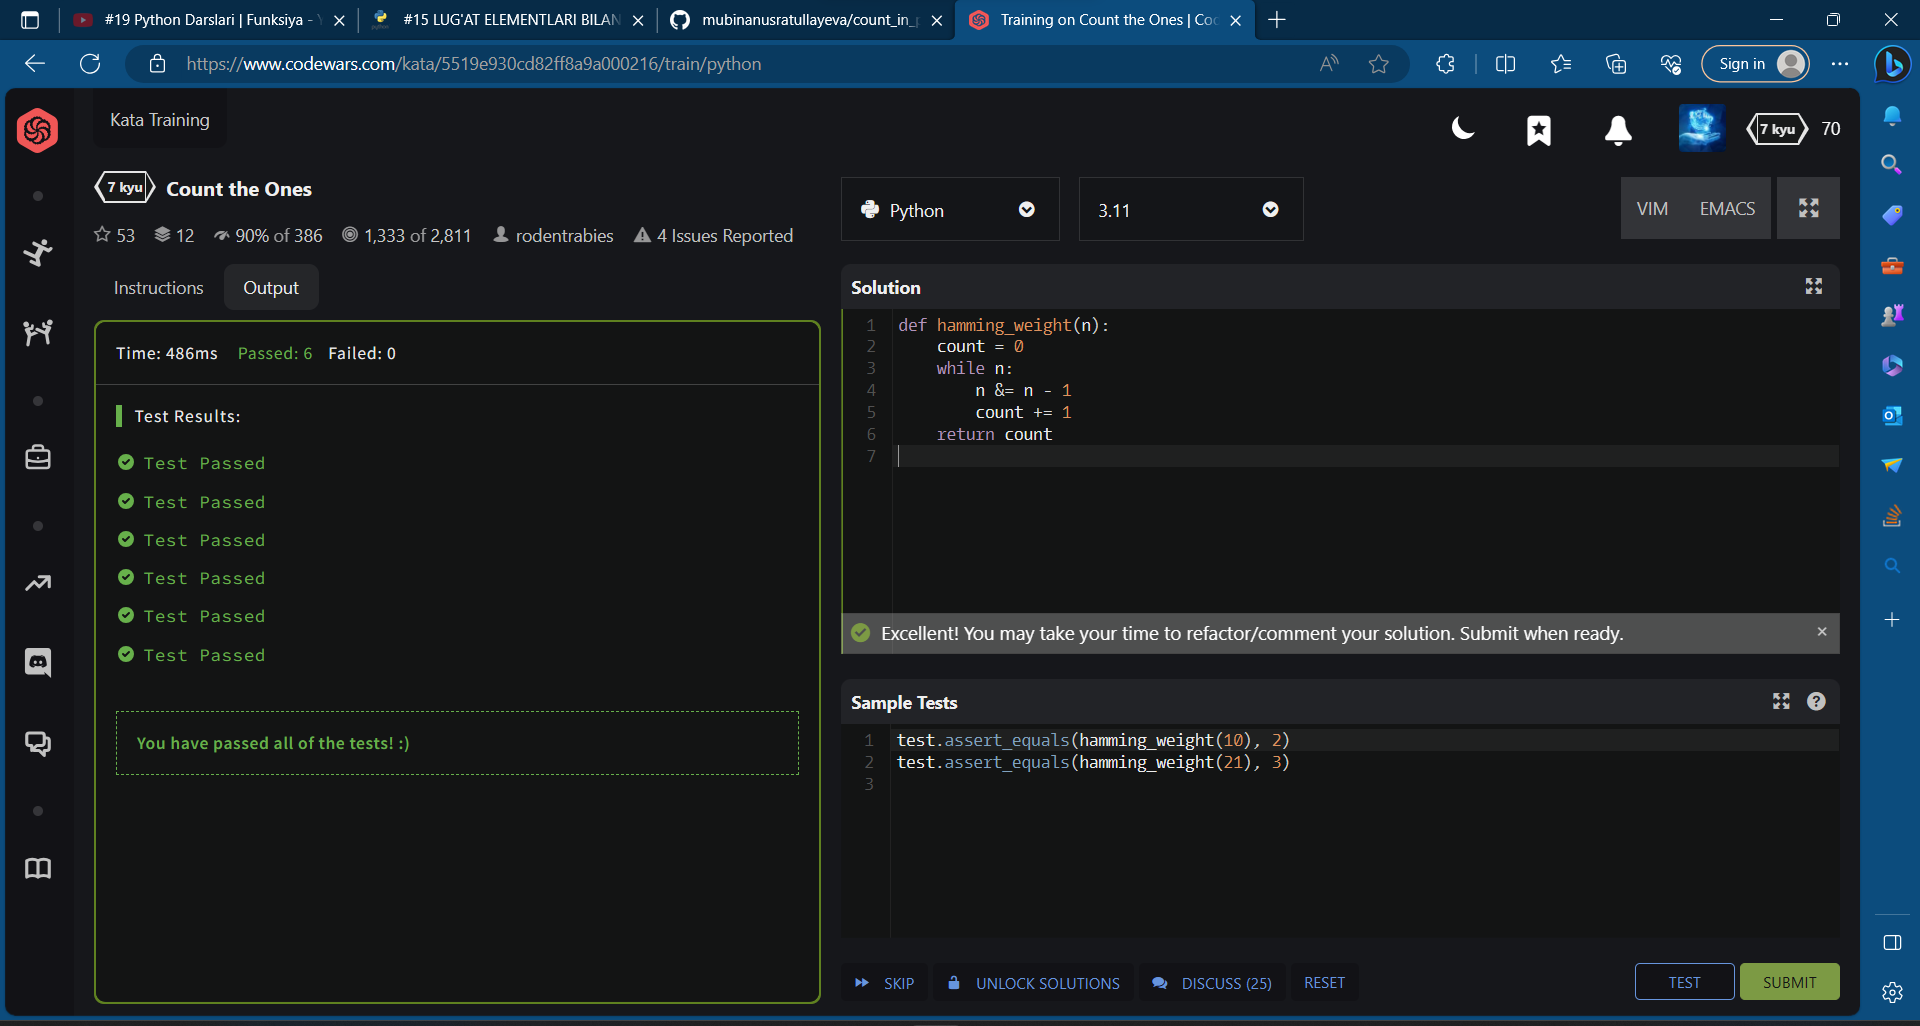 #19 Python Darslari | Funksiya -
#15 LUG'AT ELEMENTLARI BILAN
mubinanusratullayeva/count_in_
Training on Count the Ones | Co
https://www.codewars.com/kata/5519e930cd82ff8a9a000216/train/python
Sign in
Kata Training
7 kyu
70
7 kyu
Count the Ones
53
12
90% of 386
1,333 of 2,811
rodentrabies
4 Issues Reported
Python
3.11
VIM
EMACS
Instructions
Output
Time: 486ms Passed: 6 Failed: 0
Test Results:
Test Passed
Test Passed
Test Passed
Test Passed
Test Passed
Test Passed
You have passed all of the tests! :)
Solution
1 def hamming_weight(n):
2 count = 0
3 while n:
4 n &= n - 1
5 count += 1
6 return count
7
Excellent! You may take your time to refactor/comment your solution. Submit when ready.
Sample Tests
1 test.assert_equals(hamming_weight(10), 2)
2 test.assert_equals(hamming_weight(21), 3)
3
SKIP
UNLOCK SOLUTIONS
DISCUSS (25)
RESET
TEST
SUBMIT